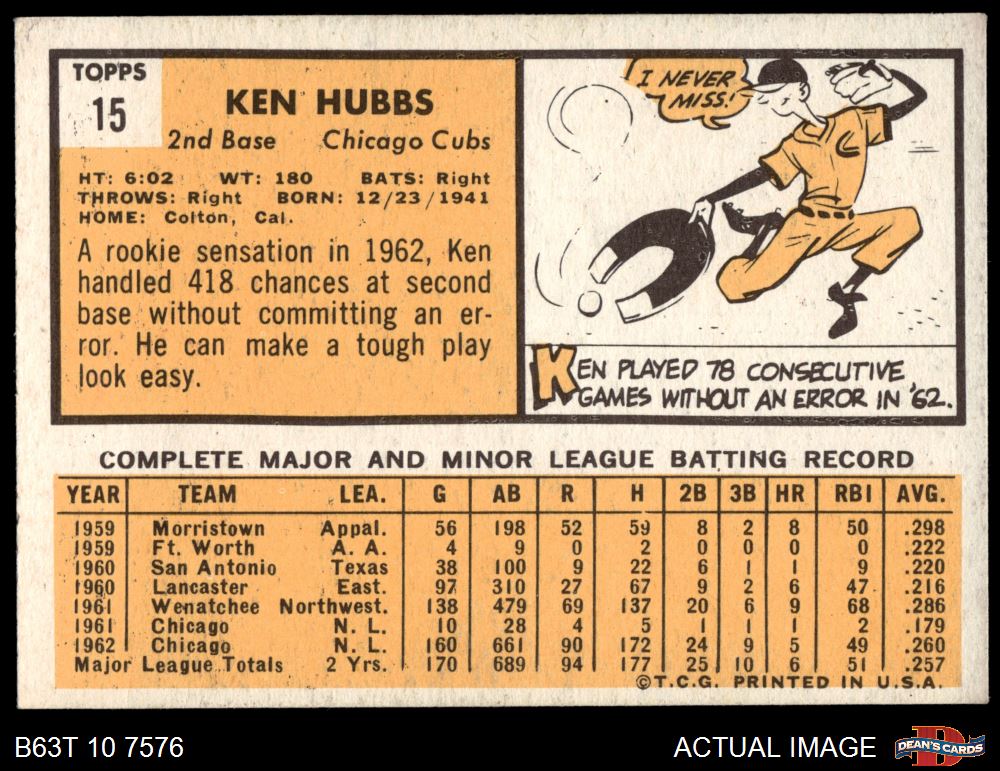 TOPPS
15
KEN HUBBS
2nd Base Chicago Cubs
HT: 6:02 WT: 180 BATS: Right
THROWS: Right BORN: 12/23/1941
HOME: Colton, Cal.
A rookie sensation in 1962, Ken
handled 418 chances at second
base without committing an er-
ror. He can make a tough play
look easy.
I NEVER
MISS!
C
KEN PLAYED 78 CONSECUTIVE
GAMES WITHOUT AN ERROR IN '62.
COMPLETE MAJOR AND MINOR LEAGUE BATTING RECORD
YEAR TEAM LEA. G AB R H 2B 3B HR RBI AVG.
1959 Morristown Appal. 56 198 52 59 8 2 8 50 .298
1959 Ft. Worth A. A. 4 9 0 2 0 0 0 0 .222
1960 San Antonio Texas 38 100 9 22 6 1 1 9 .220
1960 Lancaster East. 97 310 27 67 9 2 6 47 .216
1961 Wenatchee Northwest. 138 479 69 137 20 6 9 68 .286
1961 Chicago N. L. 10 28 4 5 1 1 1 2 .179
1962 Chicago N. L. 160 661 90 172 24 9 5 49 .260
Major League Totals 2 Yrs. 170 689 94 177 25 10 6 51 .257
©T.C.G. PRINTED IN U.S.A.
B63T 10 7576
ACTUAL IMAGE
D
DEAN'S CARDS